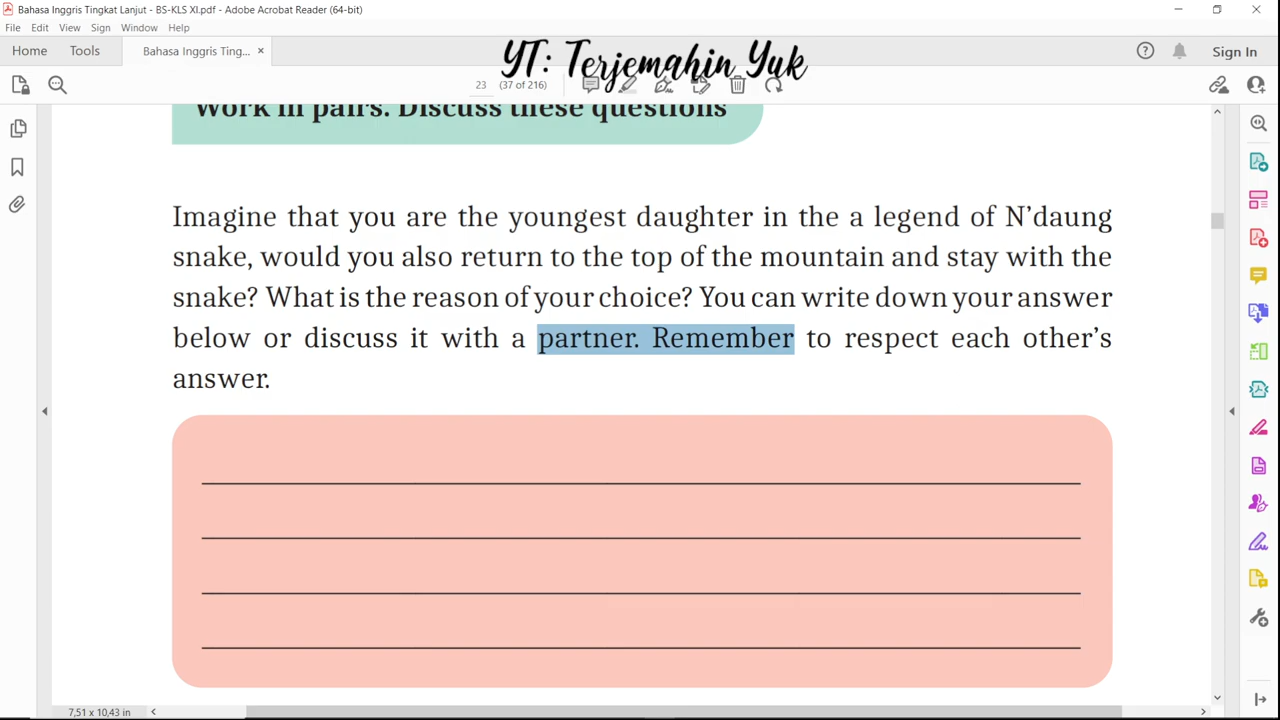 Bahasa Inggris Tingkat Lanjut - BS-KLS XI.pdf - Adobe Acrobat Reader (64-bit)
File Edit View Sign Window Help
Home Tools Bahasa Inggris Ting... × Sign In
YT: Terjemahin Yuk
23 (37 of 216)
Work in pairs. Discuss these questions
Imagine that you are the youngest daughter in the a legend of N’daung
snake, would you also return to the top of the mountain and stay with the
snake? What is the reason of your choice? You can write down your answer
below or discuss it with a partner. Remember to respect each other’s
answer.
7,51 x 10,43 in